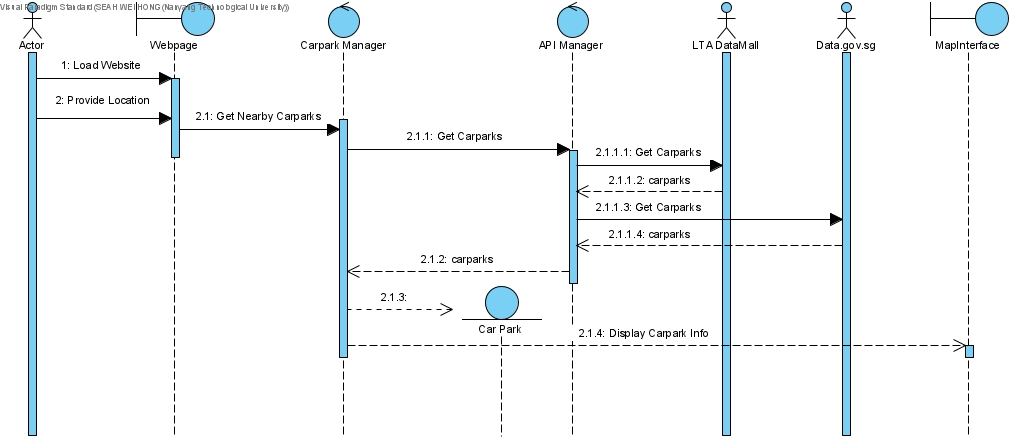 Visual Paradigm Standard (SEAH WEI HONG (Nanyang Technological University))
Actor
Webpage
Carpark Manager
API Manager
LTA DataMall
Data.gov.sg
MapInterface
1: Load Website
2: Provide Location
2.1: Get Nearby Carparks
2.1.1: Get Carparks
2.1.1.1: Get Carparks
2.1.1.2: carparks
2.1.1.3: Get Carparks
2.1.1.4: carparks
2.1.2: carparks
2.1.3:
Car Park
2.1.4: Display Carpark Info